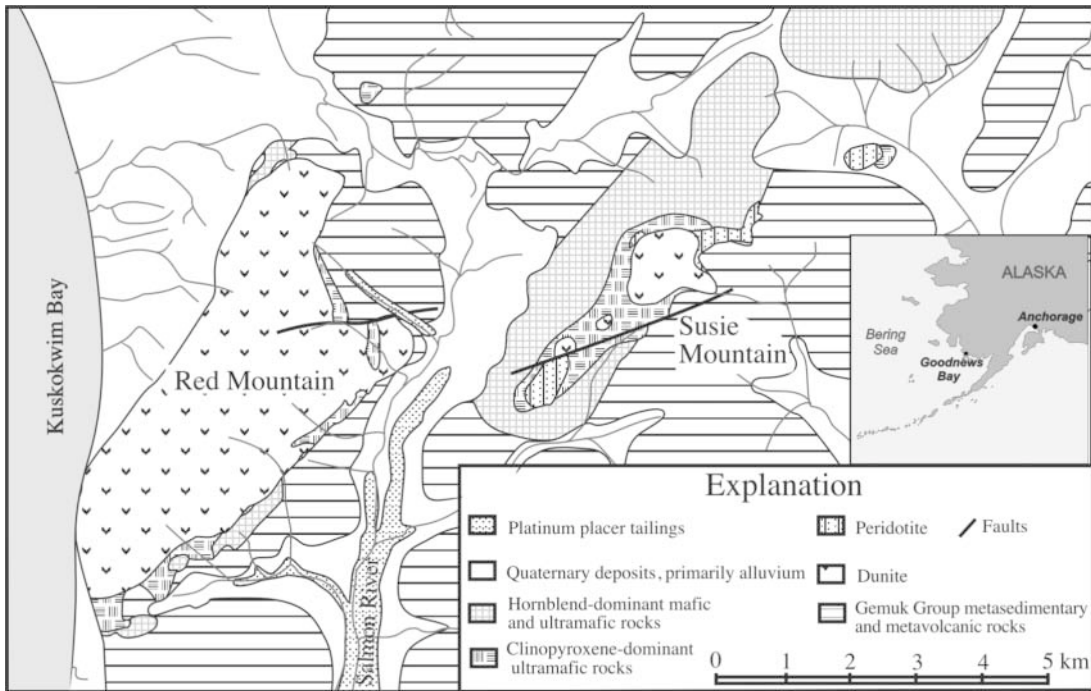 Kuskokwim Bay
Red Mountain
Susie
Mountain
Salmon River
ALASKA
Anchorage
Bering
Sea
Goodnews
Bay
Explanation
Platinum placer tailings
Quaternary deposits, primarily alluvium
Hornblend-dominant mafic
and ultramafic rocks
Clinopyroxene-dominant
ultramafic rocks
Peridotite
Faults
Dunite
Gemuk Group metasedimentary
and metavolcanic rocks
0 1 2 3 4 5 km